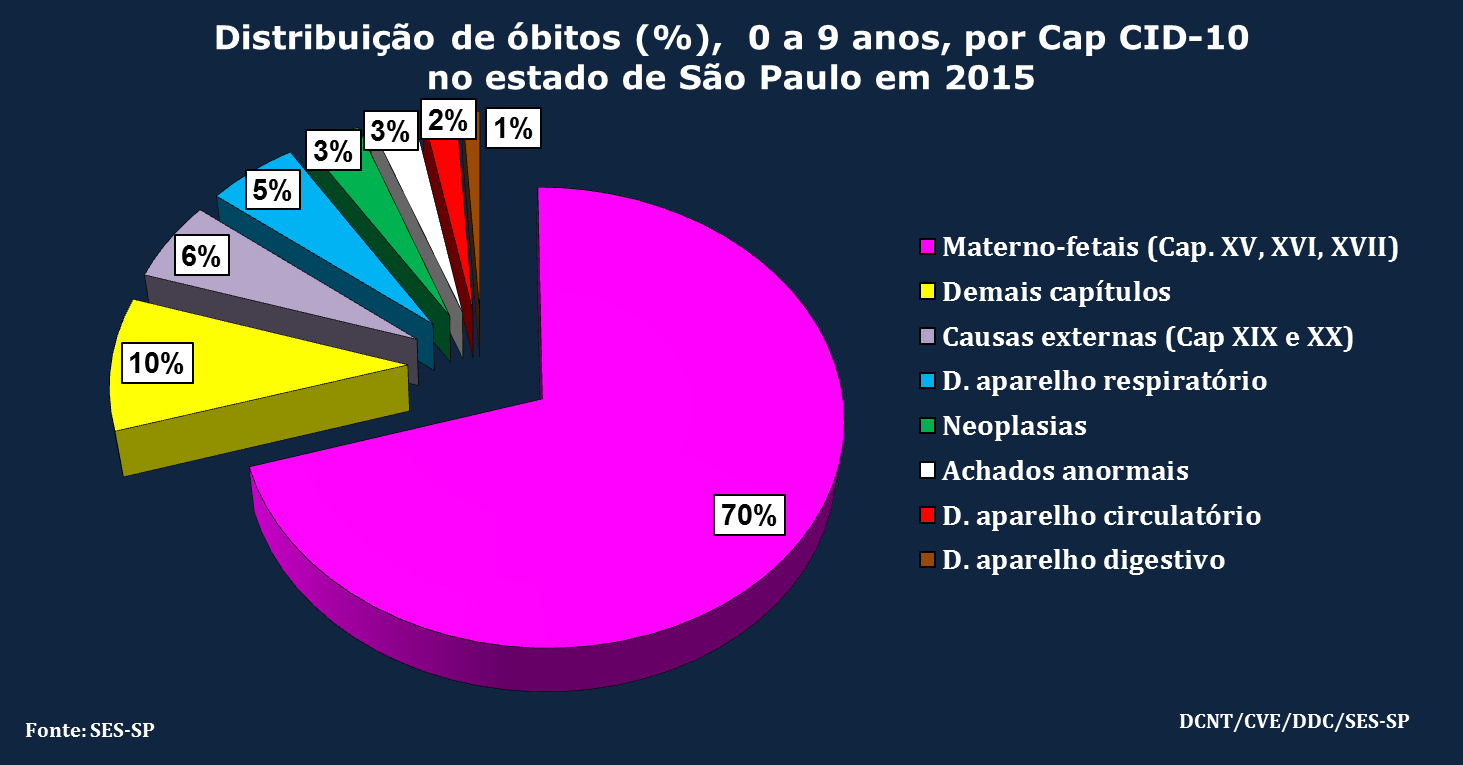 Distribuição de óbitos (%),  0 a 9 anos, por Cap CID-10
no estado de São Paulo em 2015
3%
3%
2%
1%
5%
6%
10%
70%
Materno-fetais (Cap. XV, XVI, XVII)
Demais capítulos
Causas externas (Cap XIX e XX)
D. aparelho respiratório
Neoplasias
Achados anormais
D. aparelho circulatório
D. aparelho digestivo
Fonte: SES-SP
DCNT/CVE/DDC/SES-SP